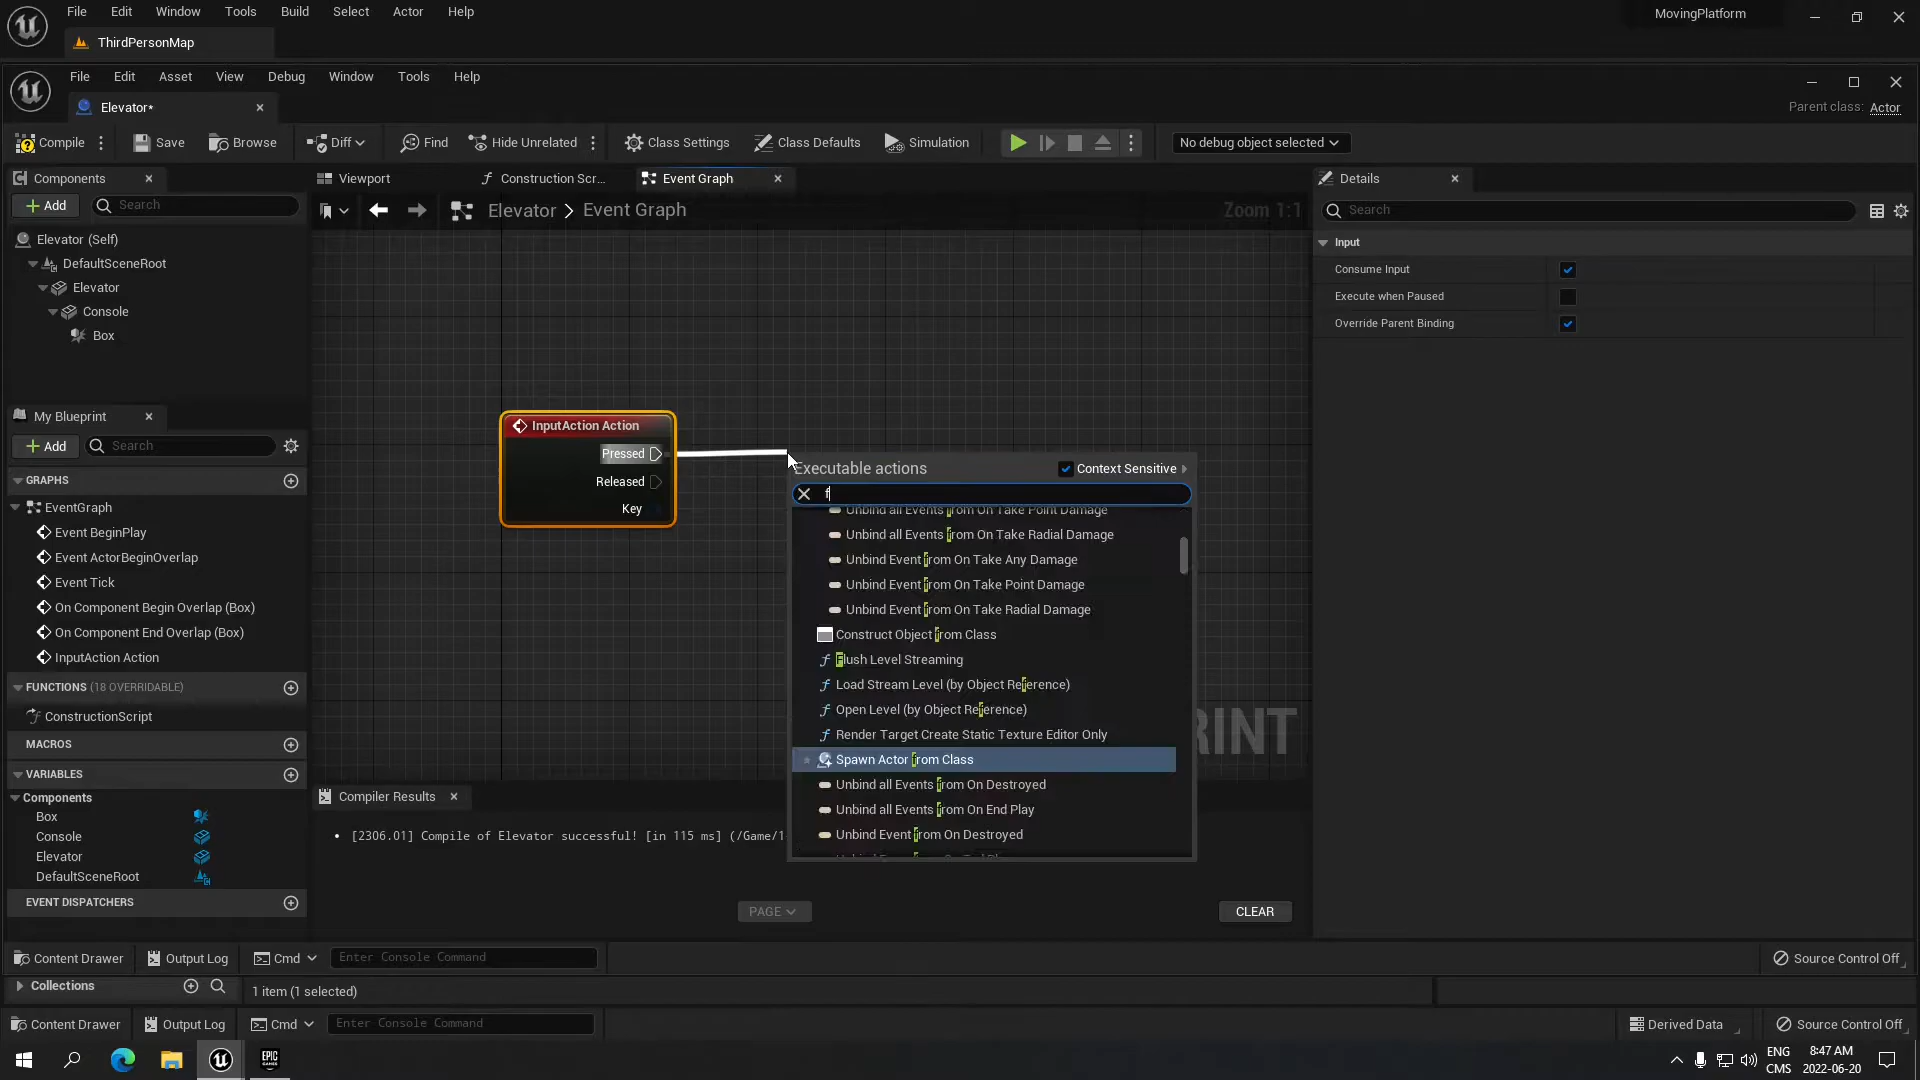 File Edit Window Tools Build Select Actor Help
MovingPlatform
ThirdPersonMap
File Edit Asset View Debug Window Tools Help
Elevator*
Parent class: Actor
Compile Save Browse Diff Find Hide Unrelated Class Settings Class Defaults Simulation No debug object selected
Components
Viewport
Construction Scr...
Event Graph
Details
Add
Search
Elevator > Event Graph
Zoom 1:1
Search
Elevator (Self)
DefaultSceneRoot
Elevator
Console
Box
Input
Consume Input
Execute when Paused
Override Parent Binding
My Blueprint
Add
Search
GRAPHS
EventGraph
Event BeginPlay
Event ActorBeginOverlap
Event Tick
On Component Begin Overlap (Box)
On Component End Overlap (Box)
InputAction Action
FUNCTIONS (18 OVERRIDABLE)
ConstructionScript
MACROS
VARIABLES
Components
Box
Console
Elevator
DefaultSceneRoot
EVENT DISPATCHERS
InputAction Action
Pressed
Released
Key
Executable actions
Context Sensitive
f
Unbind all Events from On Take Point Damage
Unbind all Events from On Take Radial Damage
Unbind Event from On Take Any Damage
Unbind Event from On Take Point Damage
Unbind Event from On Take Radial Damage
Construct Object from Class
Flush Level Streaming
Load Stream Level (by Object Reference)
Open Level (by Object Reference)
Render Target Create Static Texture Editor Only
Spawn Actor from Class
Unbind all Events from On Destroyed
Unbind all Events from On End Play
Unbind Event from On Destroyed
RINT
Compiler Results
[2306.01] Compile of Elevator successful! [in 115 ms] (/Game/1
PAGE
CLEAR
Content Drawer Output Log Cmd Enter Console Command Source Control Off
Collections
1 item (1 selected)
Content Drawer Output Log Cmd Enter Console Command Derived Data Source Control Off
EPIC GAMES
ENG
CMS
8:47 AM
2022-06-20